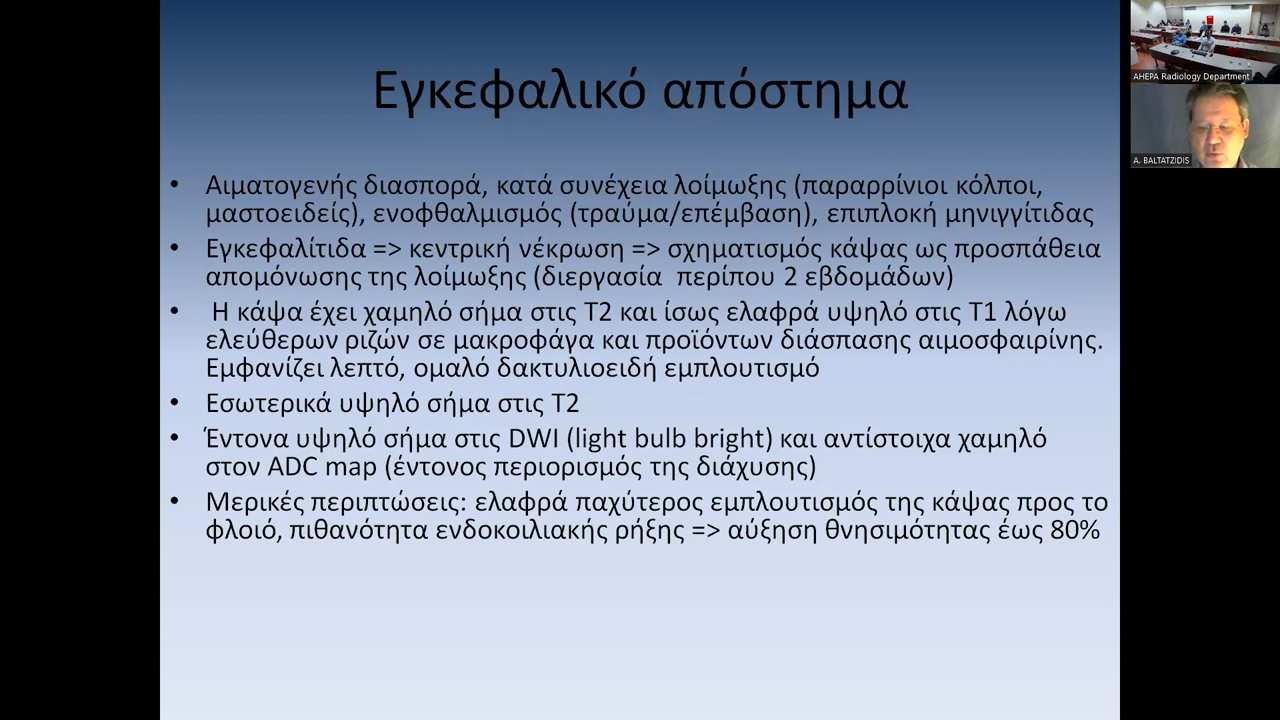 Εγκεφαλικό απόστημα
• Αιματογενής διασπορά, κατά συνέχεια λοίμωξης (παραρρίνιοι κόλποι,
μαστοειδείς), ενοφθαλμισμός (τραύμα/επέμβαση), επιπλοκή μηνιγγίτιδας
• Εγκεφαλίτιδα => κεντρική νέκρωση => σχηματισμός κάψας ως προσπάθεια
απομόνωσης της λοίμωξης (διεργασία περίπου 2 εβδομάδων)
• Η κάψα έχει χαμηλό σήμα στις Τ2 και ίσως ελαφρά υψηλό στις Τ1 λόγω
ελεύθερων ριζών σε μακροφάγα και προϊόντων διάσπασης αιμοσφαιρίνης.
Εμφανίζει λεπτό, ομαλό δακτυλιοειδή εμπλουτισμό
• Εσωτερικά υψηλό σήμα στις Τ2
• Έντονα υψηλό σήμα στις DWI (light bulb bright) και αντίστοιχα χαμηλό
στον ADC map (έντονος περιορισμός της διάχυσης)
• Μερικές περιπτώσεις: ελαφρά παχύτερος εμπλουτισμός της κάψας προς το
φλοιό, πιθανότητα ενδοκοιλιακής ρήξης => αύξηση θνησιμότητας έως 80%
AHEPA Radiology Department
A. BALTATZIDIS